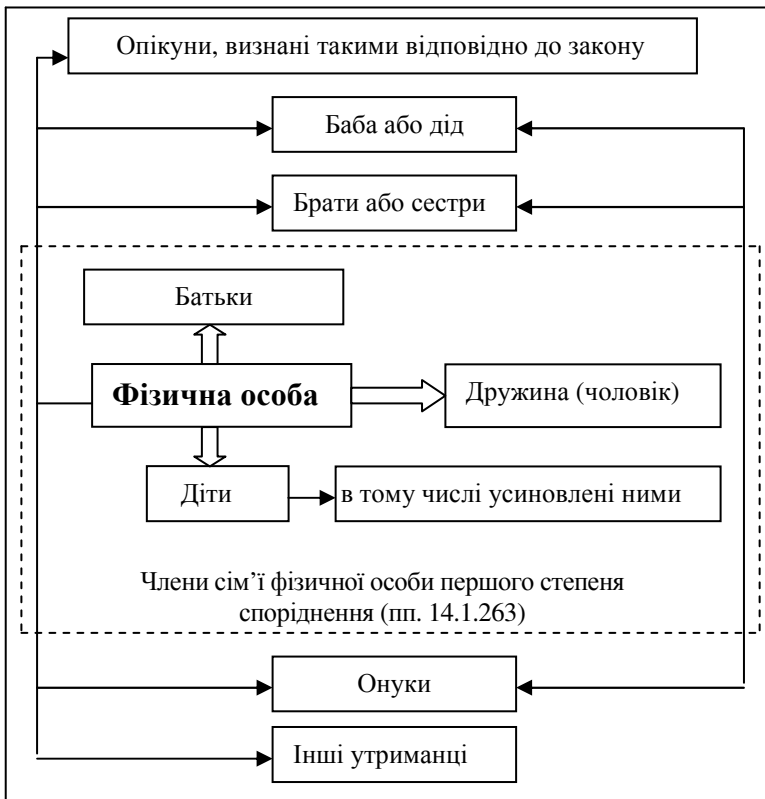 Опікуни, визнані такими відповідно до закону
Баба або дід
Брати або сестри
Батьки
Фізична особа
Дружина (чоловік)
Діти
в тому числі усиновлені ними
Члени сім’ї фізичної особи першого степеня
споріднення (пп. 14.1.263)
Онуки
Інші утриманці